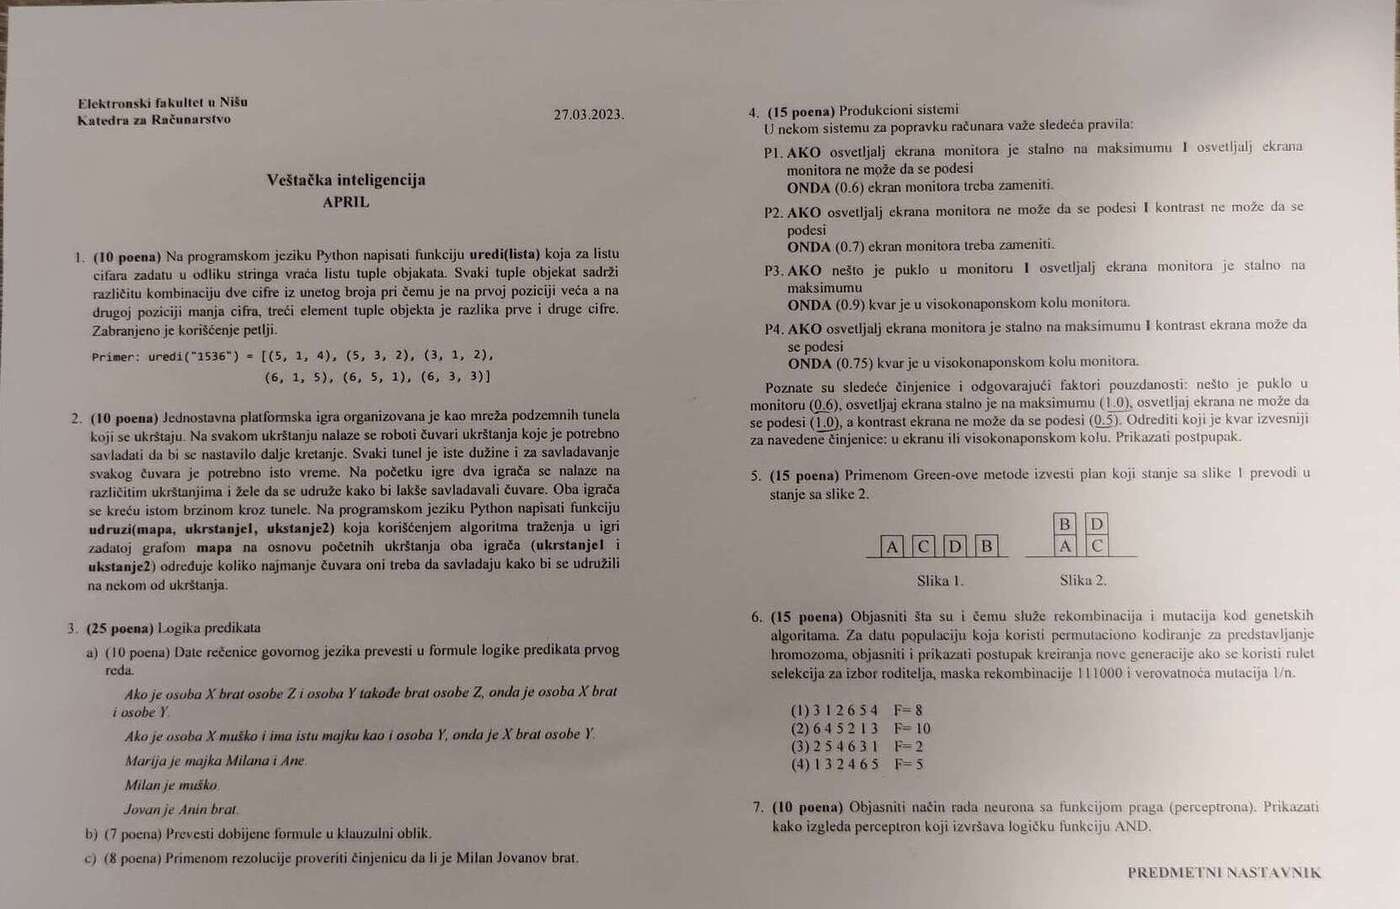 Elektronski fakultet u Nišu
Katedra za Računarstvo
27.03.2023.
Veštačka inteligencija
APRIL
1. (10 poena) Na programskom jeziku Python napisati funkciju uredi(lista) koja za listu
cifara zadatu u odliku stringa vraća listu tuple objakata. Svaki tuple objekat sadrži
različitu kombinaciju dve cifre iz unetog broja pri čemu je na prvoj poziciji veća a na
drugoj poziciji manja cifra, treći element tuple objekta je razlika prve i druge cifre.
Zabranjeno je korišćenje petlji.
Primer: uredi("1536") = [(5, 1, 4), (5, 3, 2), (3, 1, 2),
(6, 1, 5), (6, 5, 1), (6, 3, 3)]
2. (10 poena) Jednostavna platformska igra organizovana je kao mreža podzemnih tunela
koji se ukrštaju. Na svakom ukrštanju nalaze se roboti čuvari ukrštanja koje je potrebno
savladati da bi se nastavilo dalje kretanje. Svaki tunel je iste dužine i za savladavanje
svakog čuvara je potrebno isto vreme. Na početku igre dva igrača se nalaze na
različitim ukrštanjima i žele da se udruže kako bi lakše savladavali čuvare. Oba igrača
se kreću istom brzinom kroz tunele. Na programskom jeziku Python napisati funkciju
udruzi(mapa, ukrstanje1, ukstanje2) koja korišćenjem algoritma traženja u igri
zadatoj grafom mapa na osnovu početnih ukrštanja oba igrača (ukrstanje1 i
ukstanje2) određuje koliko najmanje čuvara oni treba da savladaju kako bi se udružili
na nekom od ukrštanja.
3. (25 poena) Logika predikata
a) (10 poena) Date rečenice govornog jezika prevesti u formule logike predikata prvog
reda.
Ako je osoba X brat osobe Z i osoba Y takođe brat osobe Z, onda je osoba X brat
i osobe Y.
Ako je osoba X muško i ima istu majku kao i osoba Y, onda je X brat osobe Y.
Marija je majka Milana i Ane.
Milan je muško.
Jovan je Anin brat.
b) (7 poena) Prevesti dobijene formule u klauzulni oblik.
c) (8 poena) Primenom rezolucije proveriti činjenicu da li je Milan Jovanov brat.
4. (15 poena) Produkcioni sistemi
U nekom sistemu za popravku računara važe sledeća pravila:
P1. AKO osvetljalj ekrana monitora je stalno na maksimumu I osvetljalj ekrana
monitora ne može da se podesi
ONDA (0.6) ekran monitora treba zameniti.
P2. AKO osvetljalj ekrana monitora ne može da se podesi I kontrast ne može da se
podesi
ONDA (0.7) ekran monitora treba zameniti.
P3. AKO nešto je puklo u monitoru I osvetljalj ekrana monitora je stalno na
maksimumu
ONDA (0.9) kvar je u visokonaponskom kolu monitora.
P4. AKO osvetljalj ekrana monitora je stalno na maksimumu I kontrast ekrana može da
se podesi
ONDA (0.75) kvar je u visokonaponskom kolu monitora.
Poznate su sledeće činjenice i odgovarajući faktori pouzdanosti: nešto je puklo u
monitoru (0.6), osvetljaj ekrana stalno je na maksimumu (1.0), osvetljaj ekrana ne može da
se podesi (1.0), a kontrast ekrana ne može da se podesi (0.5). Odrediti koji je kvar izvesniji
za navedene činjenice: u ekranu ili visokonaponskom kolu. Prikazati postpupak.
5. (15 poena) Primenom Green-ove metode izvesti plan koji stanje sa slike 1 prevodi u
stanje sa slike 2.
B D
A C D B A C
Slika 1. Slika 2.
6. (15 poena) Objasniti šta su i čemu služe rekombinacija i mutacija kod genetskih
algoritama. Za datu populaciju koja koristi permutaciono kodiranje za predstavljanje
hromozoma, objasniti i prikazati postupak kreiranja nove generacije ako se koristi rulet
selekcija za izbor roditelja, maska rekombinacije 111000 i verovatnoća mutacija 1/n.
(1) 3 1 2 6 5 4 F= 8
(2) 6 4 5 2 1 3 F= 10
(3) 2 5 4 6 3 1 F= 2
(4) 1 3 2 4 6 5 F= 5
7. (10 poena) Objasniti način rada neurona sa funkcijom praga (perceptrona). Prikazati
kako izgleda perceptron koji izvršava logičku funkciju AND.
PREDMETNI NASTAVNIK